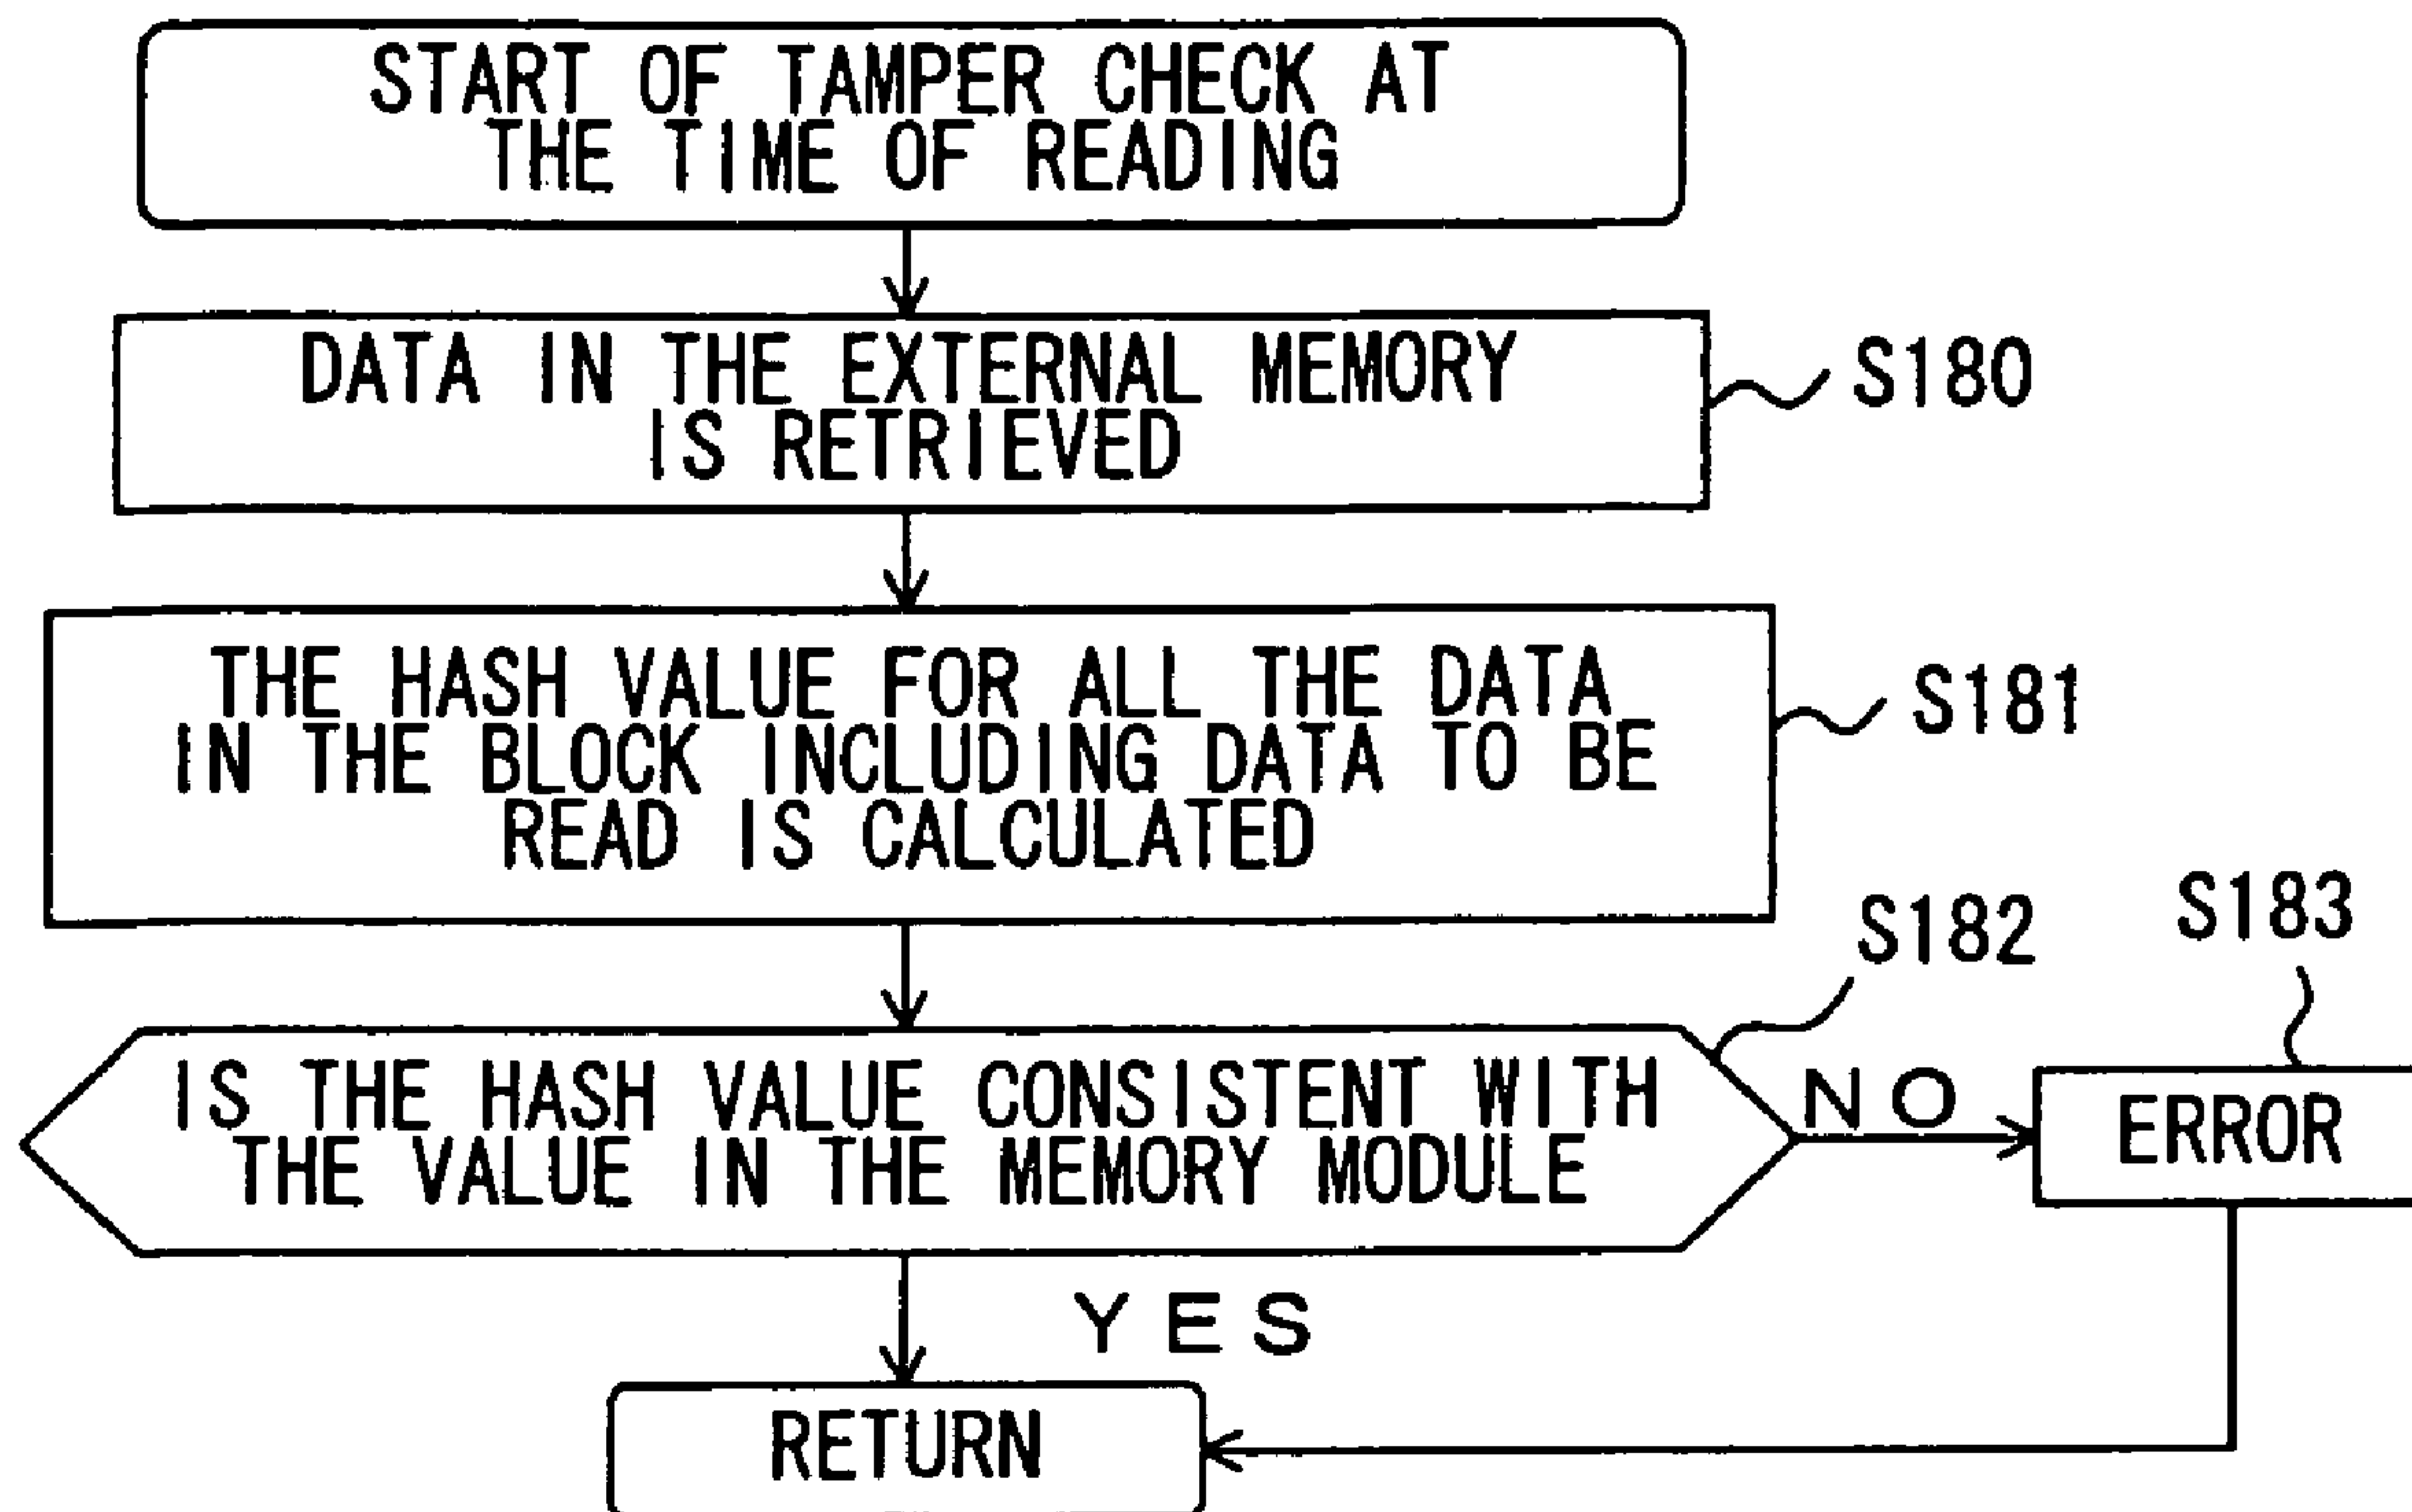 START OF TAMPER CHECK AT
THE TIME OF READING
DATA IN THE EXTERNAL MEMORY
IS RETRIEVED
S180
THE HASH VALUE FOR ALL THE DATA
IN THE BLOCK INCLUDING DATA TO BE
READ IS CALCULATED
S181
S182
S183
IS THE HASH VALUE CONSISTENT WITH
THE VALUE IN THE MEMORY MODULE
NO
ERROR
YES
RETURN